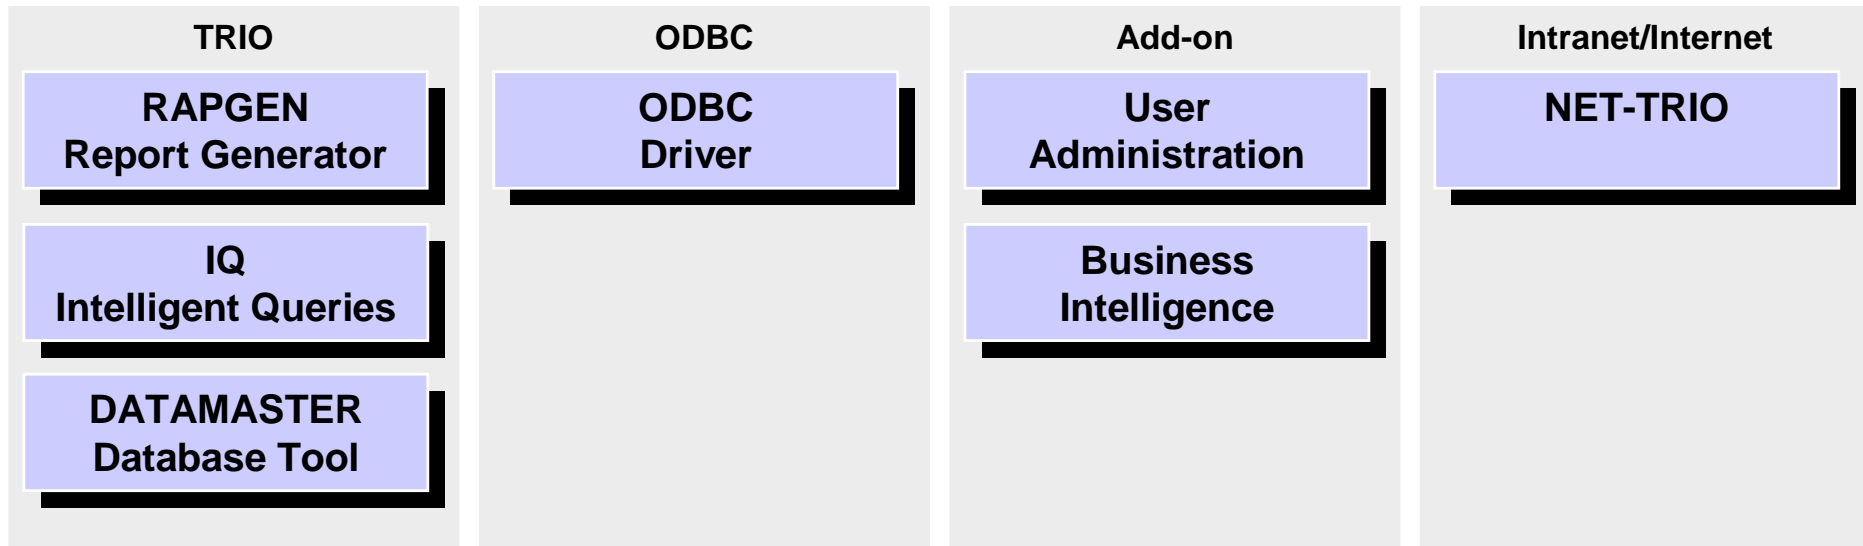 TRIO
RAPGEN
Report Generator
IQ
Intelligent Queries
DATAMASTER
Database Tool
ODBC
ODBC
Driver
Add-on
User
Administration
Business
Intelligence
Intranet/Internet
NET-TRIO